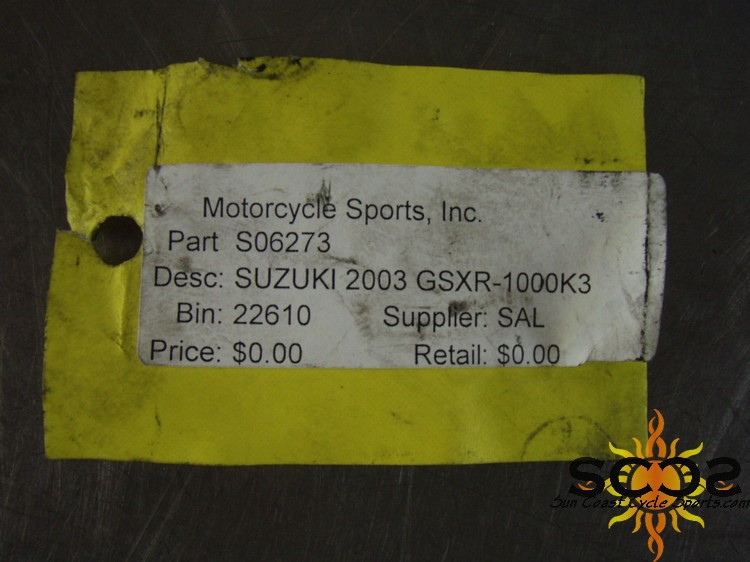 Motorcycle Sports, Inc.
Part S06273
Desc: SUZUKI 2003 GSXR-1000K3
Bin: 22610 Supplier: SAL
Price: $0.00 Retail: $0.00
SCCS
Sun Coast Cycle Sports.com